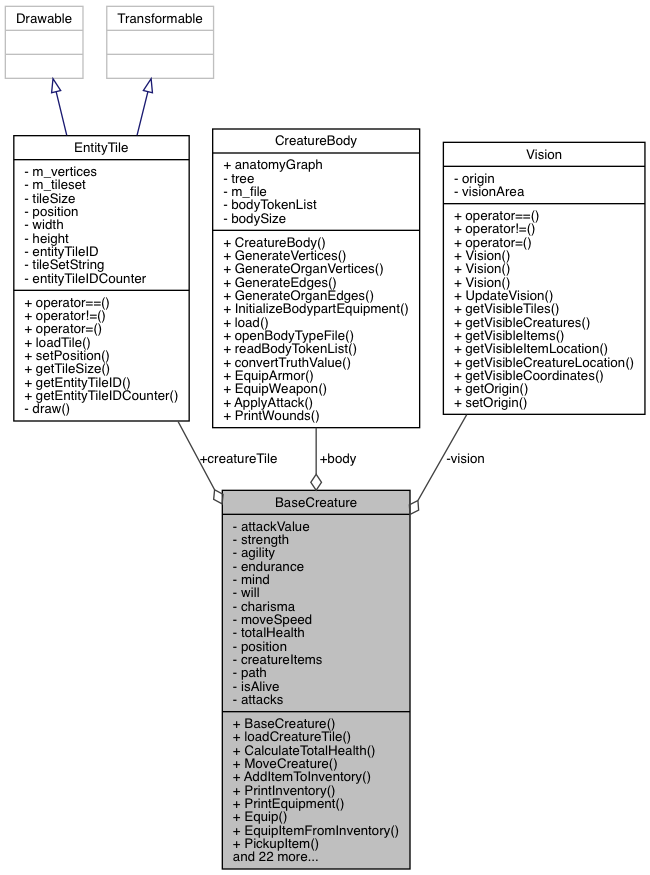 Drawable
Transformable
EntityTile
- m_vertices
- m_tileset
- tileSize
- position
- width
- height
- entityTileID
- tileSetString
- entityTileIDCounter
+ operator==()
+ operator!=()
+ operator=()
+ loadTile()
+ setPosition()
+ getTileSize()
+ getEntityTileID()
+ getEntityTileIDCounter()
- draw()
CreatureBody
+ anatomyGraph
- tree
- m_file
- bodyTokenList
- bodySize
+ CreatureBody()
+ GenerateVertices()
+ GenerateOrganVertices()
+ GenerateEdges()
+ GenerateOrganEdges()
+ InitializeBodypartEquipment()
+ load()
+ openBodyTypeFile()
+ readBodyTokenList()
+ convertTruthValue()
+ EquipArmor()
+ EquipWeapon()
+ ApplyAttack()
+ PrintWounds()
Vision
- origin
- visionArea
+ operator==()
+ operator!=()
+ operator=()
+ Vision()
+ Vision()
+ Vision()
+ UpdateVision()
+ getVisibleTiles()
+ getVisibleCreatures()
+ getVisibleItems()
+ getVisibleItemLocation()
+ getVisibleCreatureLocation()
+ getVisibleCoordinates()
+ getOrigin()
+ setOrigin()
+creatureTile
+body
-vision
BaseCreature
- attackValue
- strength
- agility
- endurance
- mind
- will
- charisma
- moveSpeed
- totalHealth
- position
- creatureItems
- path
- isAlive
- attacks
+ BaseCreature()
+ loadCreatureTile()
+ CalculateTotalHealth()
+ MoveCreature()
+ AddItemToInventory()
+ PrintInventory()
+ PrintEquipment()
+ Equip()
+ EquipItemFromInventory()
+ PickupItem()
and 22 more...